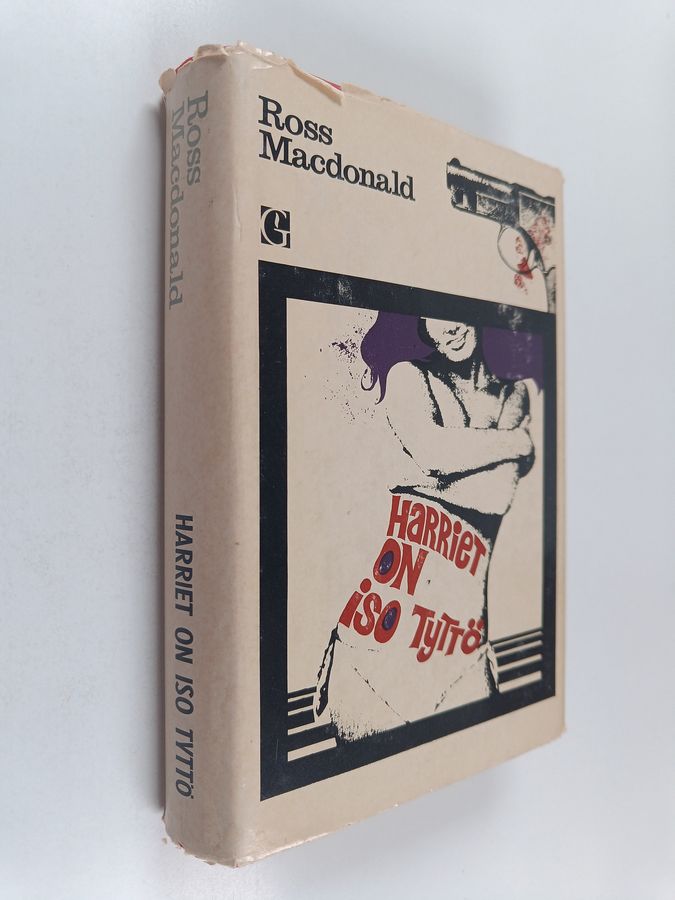 Ross
Macdonald
HARRIET ON ISO TYTTÖ
Ross
Macdonald
G
HARRIET
ON
iSO TyTTÖ